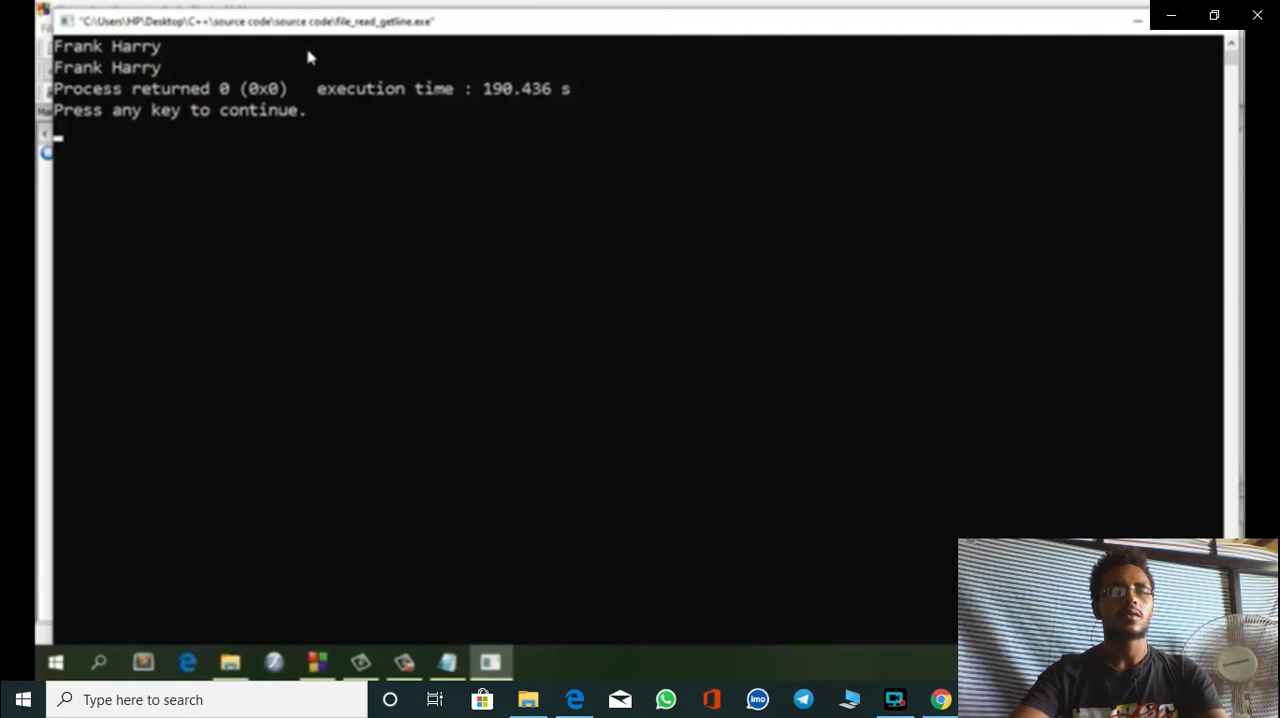 "C:\Users\HP\Desktop\C++\source code\source code\file_read_getline.exe"
Frank Harry
Frank Harry
Process returned 0 (0x0)   execution time : 190.436 s
Press any key to continue.
Type here to search
imo